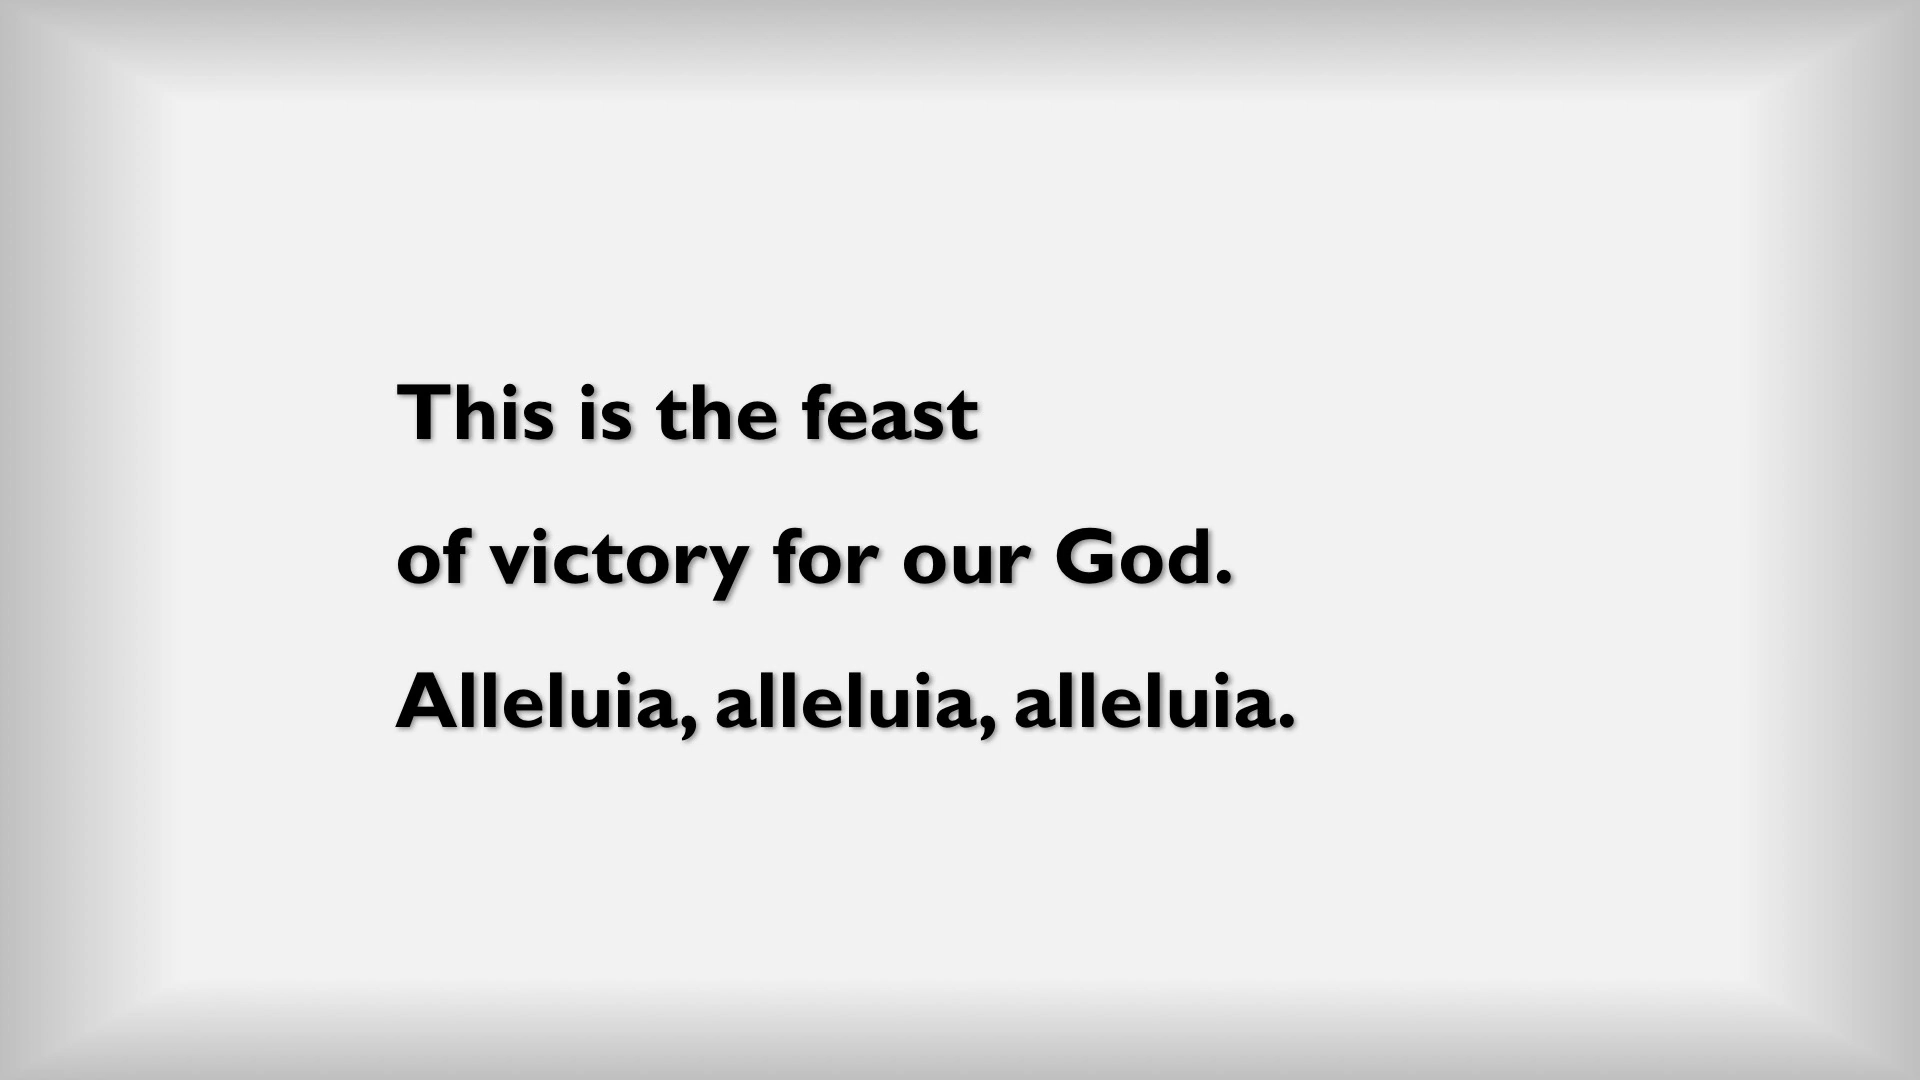 This is the feast
of victory for our God.
Alleluia, alleluia, alleluia.